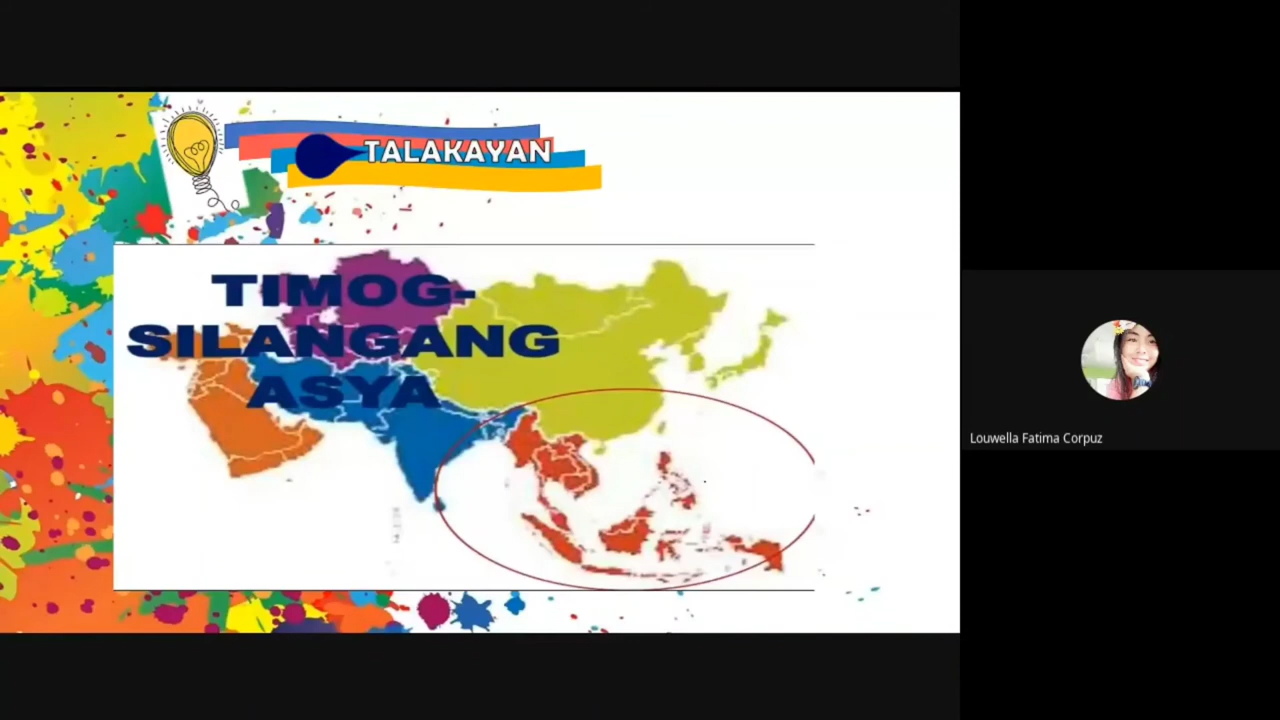 TALAKAYAN
TIMOG-
SILANGANG
ASYA
Louwella Fatima Corpuz